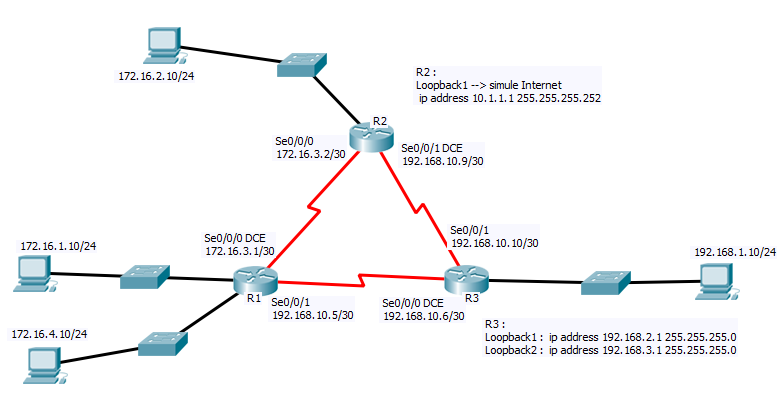 172.16.2.10/24
R2 :
Loopback1 --> simule Internet
ip address 10.1.1.1 255.255.255.252
R2
Se0/0/0
172.16.3.2/30
Se0/0/1 DCE
192.168.10.9/30
Se0/0/1
192.168.10.10/30
172.16.1.10/24
Se0/0/0 DCE
172.16.3.1/30
192.168.1.10/24
R1
Se0/0/1
192.168.10.5/30
Se0/0/0 DCE
192.168.10.6/30
R3
172.16.4.10/24
R3 :
Loopback1 : ip address 192.168.2.1 255.255.255.0
Loopback2 : ip address 192.168.3.1 255.255.255.0